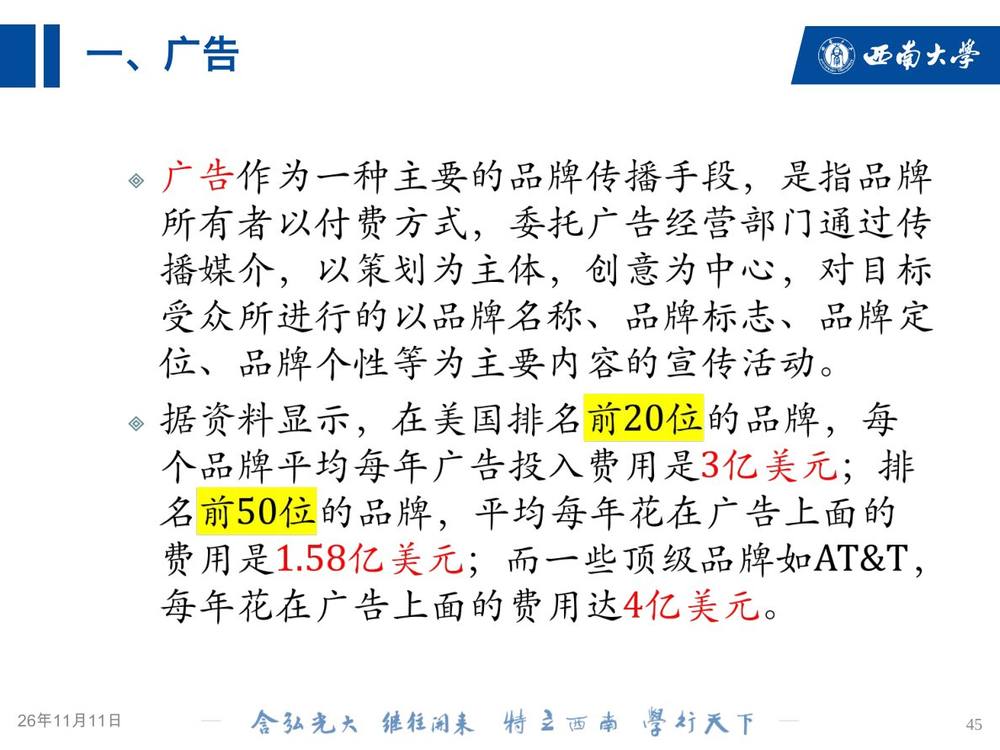 一、广告
西南大学
广告作为一种主要的品牌传播手段，是指品牌
所有者以付费方式，委托广告经营部门通过传
播媒介，以策划为主体，创意为中心，对目标
受众所进行的以品牌名称、品牌标志、品牌定
位、品牌个性等为主要内容的宣传活动。
据资料显示，在美国排名前20位的品牌，每
个品牌平均每年广告投入费用是3亿美元；排
名前50位的品牌，平均每年花在广告上面的
费用是1.58亿美元；而一些顶级品牌如AT&T，
每年花在广告上面的费用达4亿美元。
26年11月11日
含弘光大 继往开来 特立西南 学行天下
45